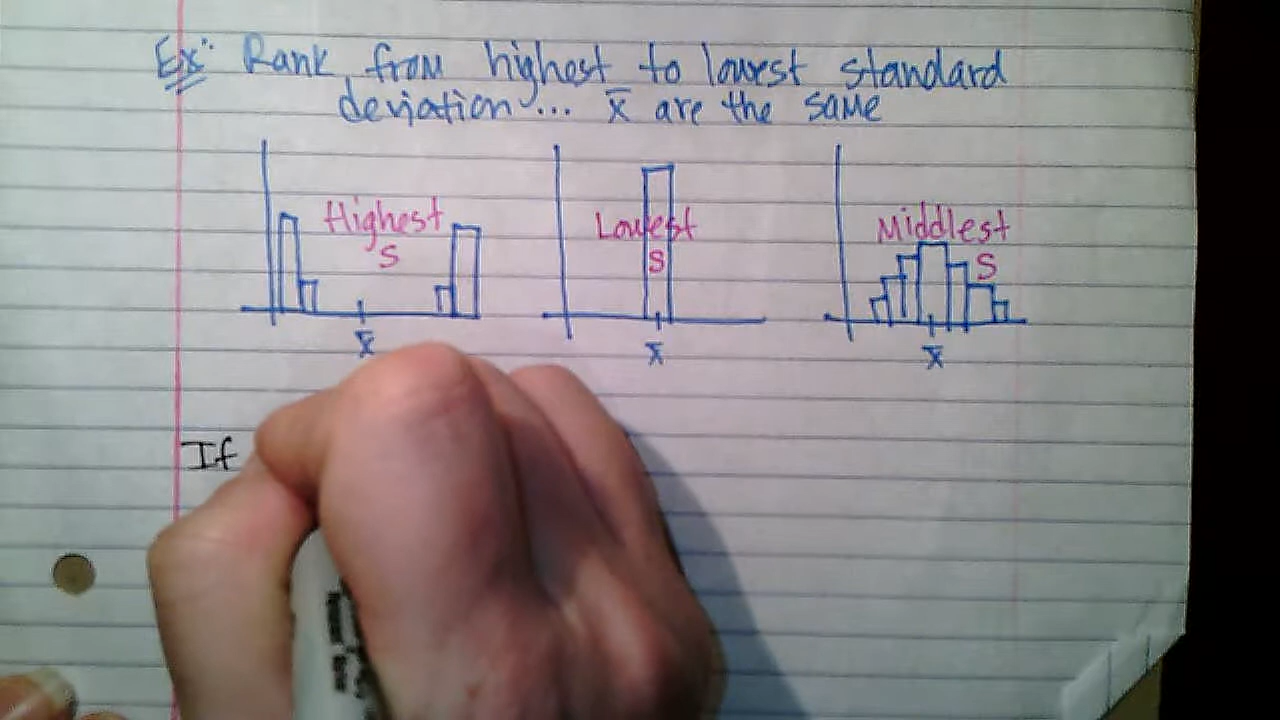 Ex: Rank from highest to lowest standard
deviation... x̄ are the same
Highest
S
Lowest
S
Middlest
S
x̄
x̄
x̄
If